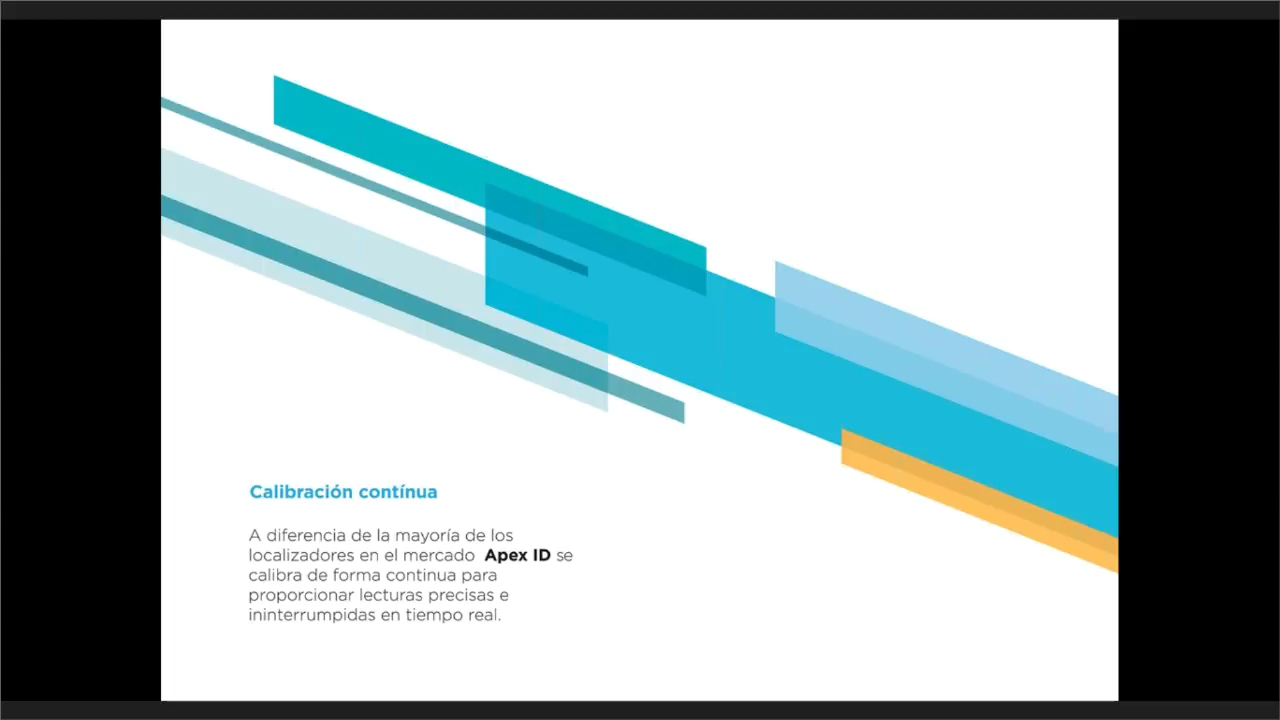 Calibración contínua
A diferencia de la mayoría de los
localizadores en el mercado Apex ID se
calibra de forma continua para
proporcionar lecturas precisas e
ininterrumpidas en tiempo real.